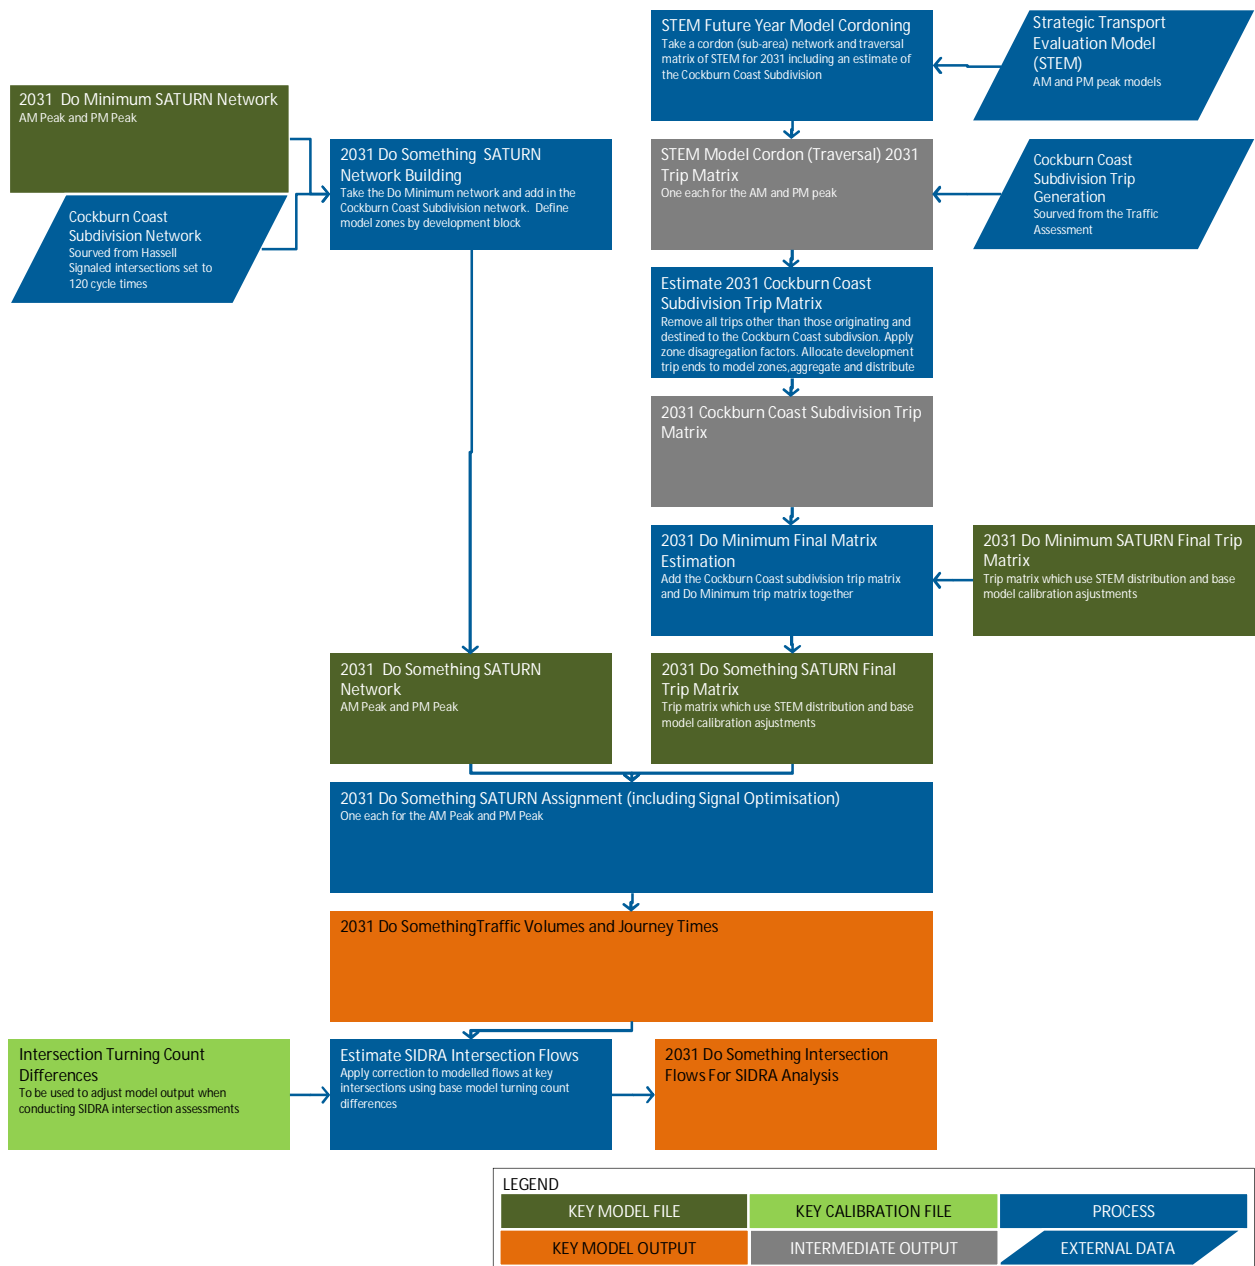 STEM Future Year Model Cordoning
Take a cordon (sub-area) network and traversal
matrix of STEM for 2031 including an estimate of
the Cockburn Coast Subdivision
Strategic Transport
Evaluation Model
(STEM)
AM and PM peak models
2031  Do Minimum SATURN Network
AM Peak and PM Peak
2031 Do Something  SATURN
Network Building
Take the Do Minimum network and add in the
Cockburn Coast Subdivision network.  Define
model zones by development block
STEM Model Cordon (Traversal) 2031
Trip Matrix
One each for the AM and PM peak
Cockburn Coast
Subdivision Trip
Generation
Sourved from the Traffic
Assessment
Cockburn Coast
Subdivision Network
Sourved from Hassell
Signaled intersections set to
120 cycle times
Estimate 2031 Cockburn Coast
Subdivision Trip Matrix
Remove all trips other than those originating and
destined to the Cockburn Coast subdivsion. Apply
zone disagregation factors. Allocate development
trip ends to model zones,aggregate and distribute
2031 Cockburn Coast Subdivision Trip
Matrix
2031 Do Minimum Final Matrix
Estimation
Add the Cockburn Coast subdivision trip matrix
and Do Minimum trip matrix together
2031 Do Minimum SATURN Final Trip
Matrix
Trip matrix which use STEM distribution and base
model calibration asjustments
2031  Do Something SATURN
Network
AM Peak and PM Peak
2031 Do Something SATURN Final
Trip Matrix
Trip matrix which use STEM distribution and base
model calibration asjustments
2031 Do Something SATURN Assignment (including Signal Optimisation)
One each for the AM Peak and PM Peak
2031 Do SomethingTraffic Volumes and Journey Times
Intersection Turning Count
Differences
To be used to adjust model output when
conducting SIDRA intersection assessments
Estimate SIDRA Intersection Flows
Apply correction to modelled flows at key
intersections using base model turning count
differences
2031 Do Something Intersection
Flows For SIDRA Analysis
LEGEND
KEY MODEL FILE
KEY CALIBRATION FILE
PROCESS
KEY MODEL OUTPUT
INTERMEDIATE OUTPUT
EXTERNAL DATA